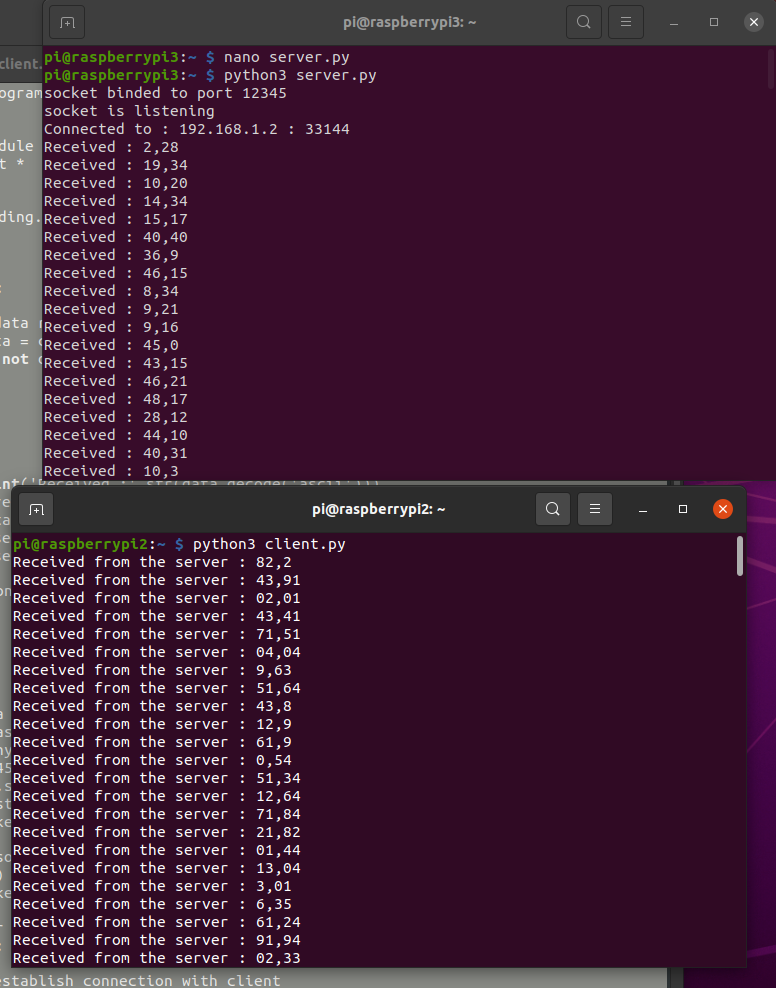 pi@raspberrypi3: ~
pi@raspberrypi3:~ $ nano server.py
pi@raspberrypi3:~ $ python3 server.py
socket binded to port 12345
socket is listening
Connected to : 192.168.1.2 : 33144
Received : 2,28
Received : 19,34
Received : 10,20
Received : 14,34
Received : 15,17
Received : 40,40
Received : 36,9
Received : 46,15
Received : 8,34
Received : 9,21
Received : 9,16
Received : 45,0
Received : 43,15
Received : 46,21
Received : 48,17
Received : 28,12
Received : 44,10
Received : 40,31
Received : 10,3
pi@raspberrypi2: ~
pi@raspberrypi2:~ $ python3 client.py
Received from the server : 82,2
Received from the server : 43,91
Received from the server : 02,01
Received from the server : 43,41
Received from the server : 71,51
Received from the server : 04,04
Received from the server : 9,63
Received from the server : 51,64
Received from the server : 43,8
Received from the server : 12,9
Received from the server : 61,9
Received from the server : 0,54
Received from the server : 51,34
Received from the server : 12,64
Received from the server : 71,84
Received from the server : 21,82
Received from the server : 01,44
Received from the server : 13,04
Received from the server : 3,01
Received from the server : 6,35
Received from the server : 61,24
Received from the server : 91,94
Received from the server : 02,33
establish connection with client